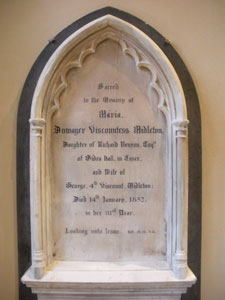 Sacred
to the Memory of
Maria,
Dowager Viscountess Midleton,
Daughter of Richard Benyon, Esqre
of Gidea Hall, in Essex,
and Wife of
George, 4th Viscount Midleton;
Died 14th January, 1852,
in her Year.
Looking unto Jesus.